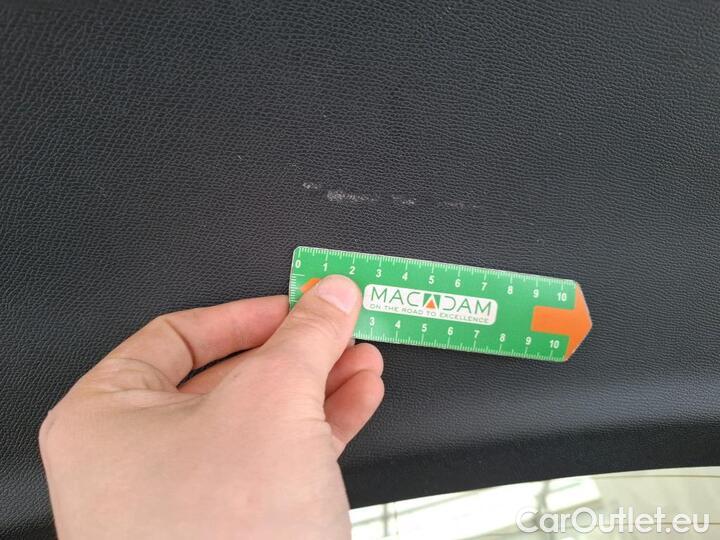 0 1 2 3 4 5 6 7 8 9 10
MACADAM
ON THE ROAD TO EXCELLENCE
3 4 5 6 7 8 9 10
CarOutlet.eu